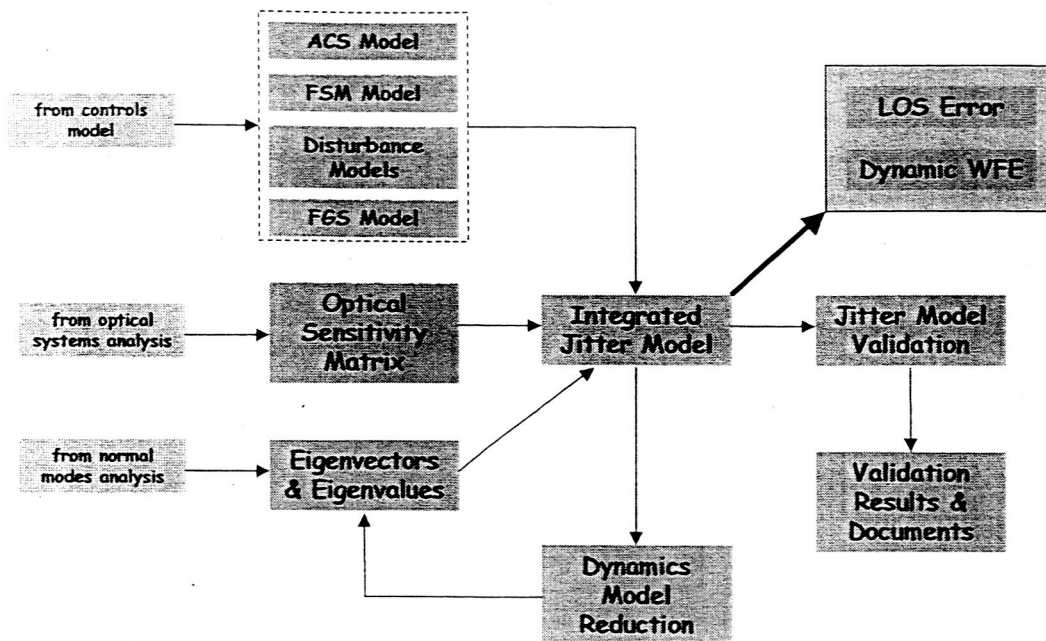 ACS Model
FSM Model
from controls
model
Disturbance
Models
FGS Model
LOS Error
Dynamic WFE
from optical
systems analysis
Optical
Sensitivity
Matrix
Integrated
Jitter Model
Jitter Model
Validation
from normal
modes analysis
Eigenvectors
& Eigenvalues
Validation
Results &
Documents
Dynamics
Model
Reduction